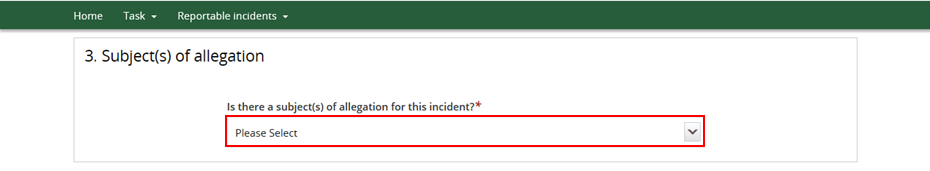 Home Task Reportable incidents
3. Subject(s) of allegation
Is there a subject(s) of allegation for this incident?*
Please Select